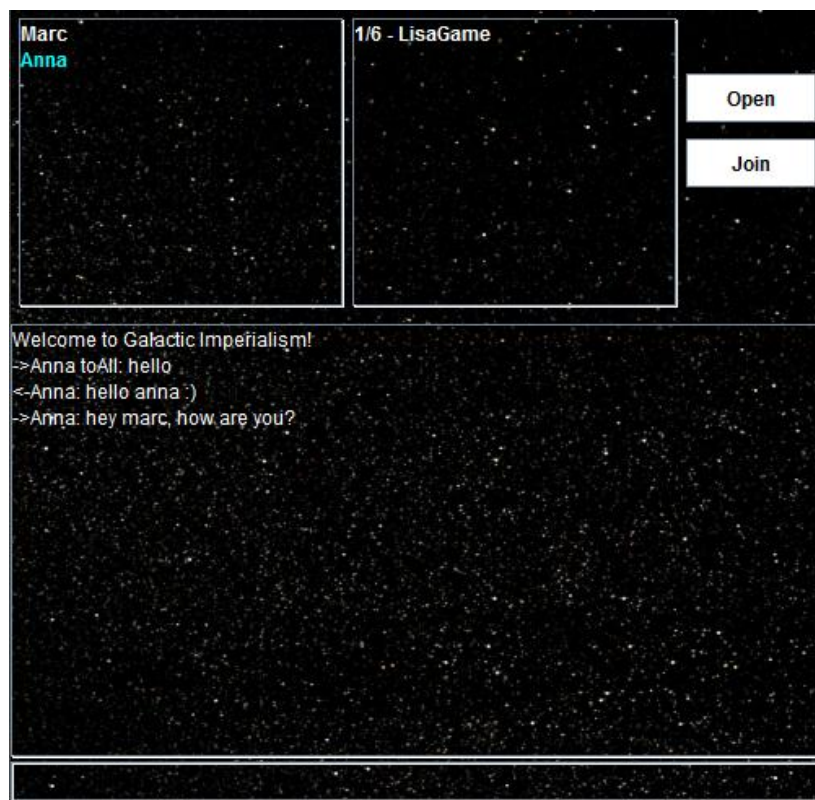 Marc
Anna
1/6 - LisaGame
Open
Join
Welcome to Galactic Imperialism!
->Anna toAll: hello
<-Anna: hello anna :)
->Anna: hey marc, how are you?